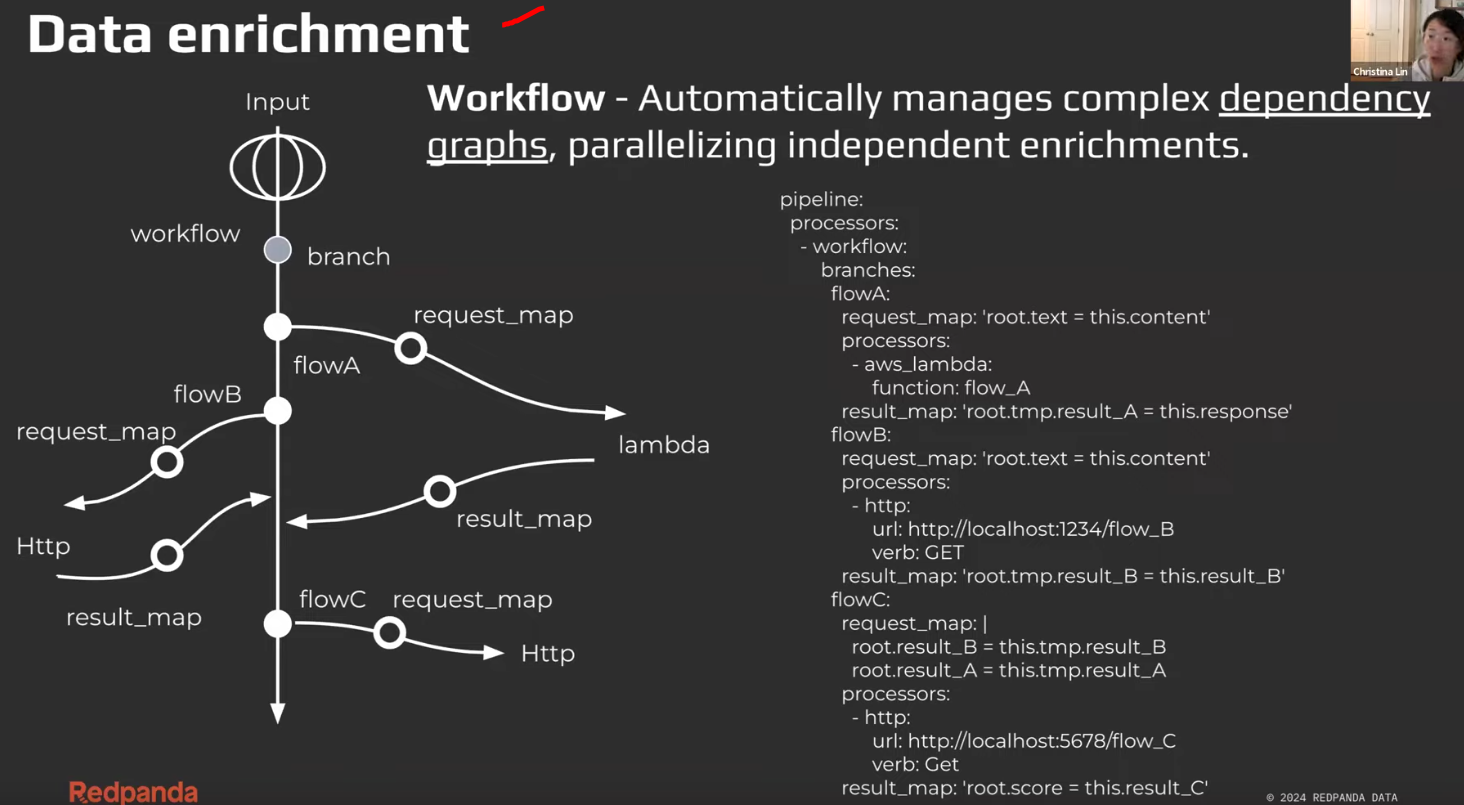 Data enrichment
Christina Lin
Workflow - Automatically manages complex dependency
graphs, parallelizing independent enrichments.
Input
workflow
branch
request_map
flowA
flowB
request_map
lambda
result_map
Http
result_map
flowC
request_map
Http
pipeline:
processors:
- workflow:
branches:
flowA:
request_map: 'root.text = this.content'
processors:
- aws_lambda:
function: flow_A
result_map: 'root.tmp.result_A = this.response'
flowB:
request_map: 'root.text = this.content'
processors:
- http:
url: http://localhost:1234/flow_B
verb: GET
result_map: 'root.tmp.result_B = this.result_B'
flowC:
request_map: |
root.result_B = this.tmp.result_B
root.result_A = this.tmp.result_A
processors:
- http:
url: http://localhost:5678/flow_C
verb: Get
result_map: 'root.score = this.result_C'
Redpanda
© 2024 REDPANDA DATA